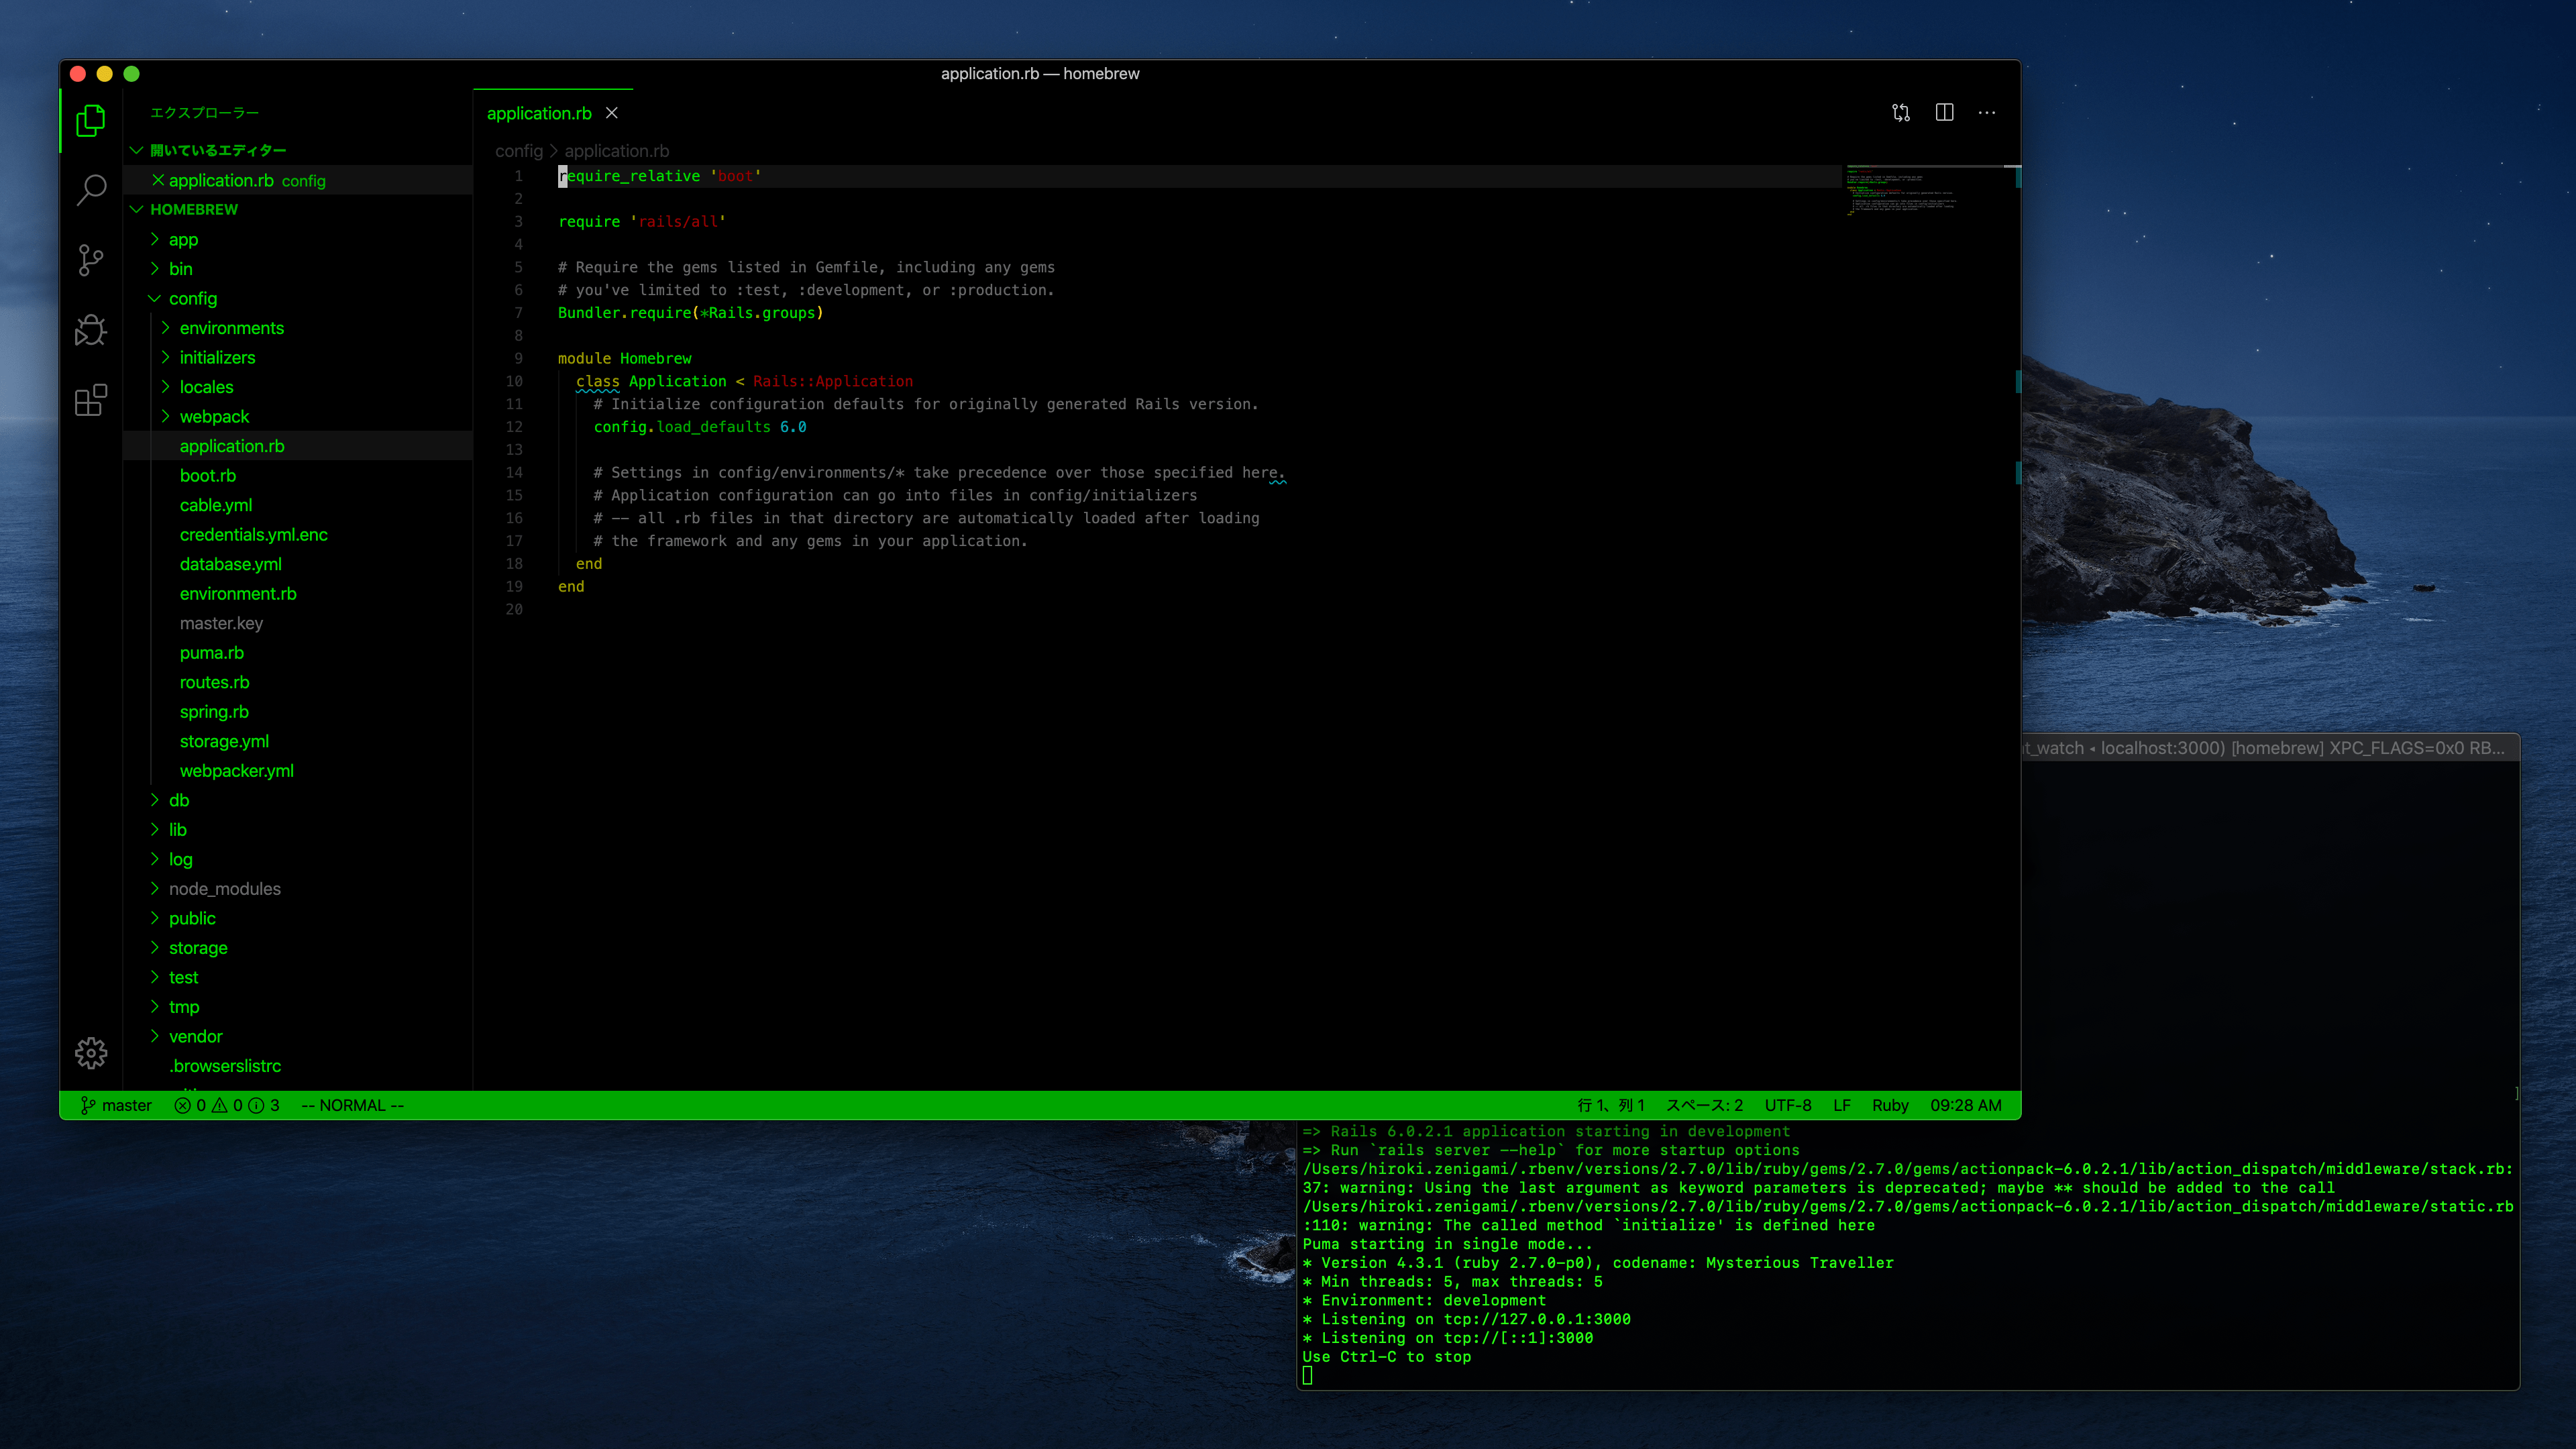 application.rb — homebrew
エクスプローラー
開いているエディター
application.rb config
HOMEBREW
app
bin
config
environments
initializers
locales
webpack
application.rb
boot.rb
cable.yml
credentials.yml.enc
database.yml
environment.rb
master.key
puma.rb
routes.rb
spring.rb
storage.yml
webpacker.yml
db
lib
log
node_modules
public
storage
test
tmp
vendor
.browserslistrc
application.rb
config > application.rb
1 require_relative 'boot'
2
3 require 'rails/all'
4
5 # Require the gems listed in Gemfile, including any gems
6 # you've limited to :test, :development, or :production.
7 Bundler.require(*Rails.groups)
8
9 module Homebrew
10 class Application < Rails::Application
11 # Initialize configuration defaults for originally generated Rails version.
12 config.load_defaults 6.0
13
14 # Settings in config/environments/* take precedence over those specified here.
15 # Application configuration can go into files in config/initializers
16 # -- all .rb files in that directory are automatically loaded after loading
17 # the framework and any gems in your application.
18 end
19 end
20
master 0 0 3 -- NORMAL --
行 1、列 1 スペース: 2 UTF-8 LF Ruby 09:28 AM
t_watch ◂ localhost:3000) [homebrew] XPC_FLAGS=0x0 RB...
]
=> Rails 6.0.2.1 application starting in development
=> Run `rails server --help` for more startup options
/Users/hiroki.zenigami/.rbenv/versions/2.7.0/lib/ruby/gems/2.7.0/gems/actionpack-6.0.2.1/lib/action_dispatch/middleware/stack.rb:
37: warning: Using the last argument as keyword parameters is deprecated; maybe ** should be added to the call
/Users/hiroki.zenigami/.rbenv/versions/2.7.0/lib/ruby/gems/2.7.0/gems/actionpack-6.0.2.1/lib/action_dispatch/middleware/static.rb
:110: warning: The called method `initialize' is defined here
Puma starting in single mode...
* Version 4.3.1 (ruby 2.7.0-p0), codename: Mysterious Traveller
* Min threads: 5, max threads: 5
* Environment: development
* Listening on tcp://127.0.0.1:3000
* Listening on tcp://[::1]:3000
Use Ctrl-C to stop